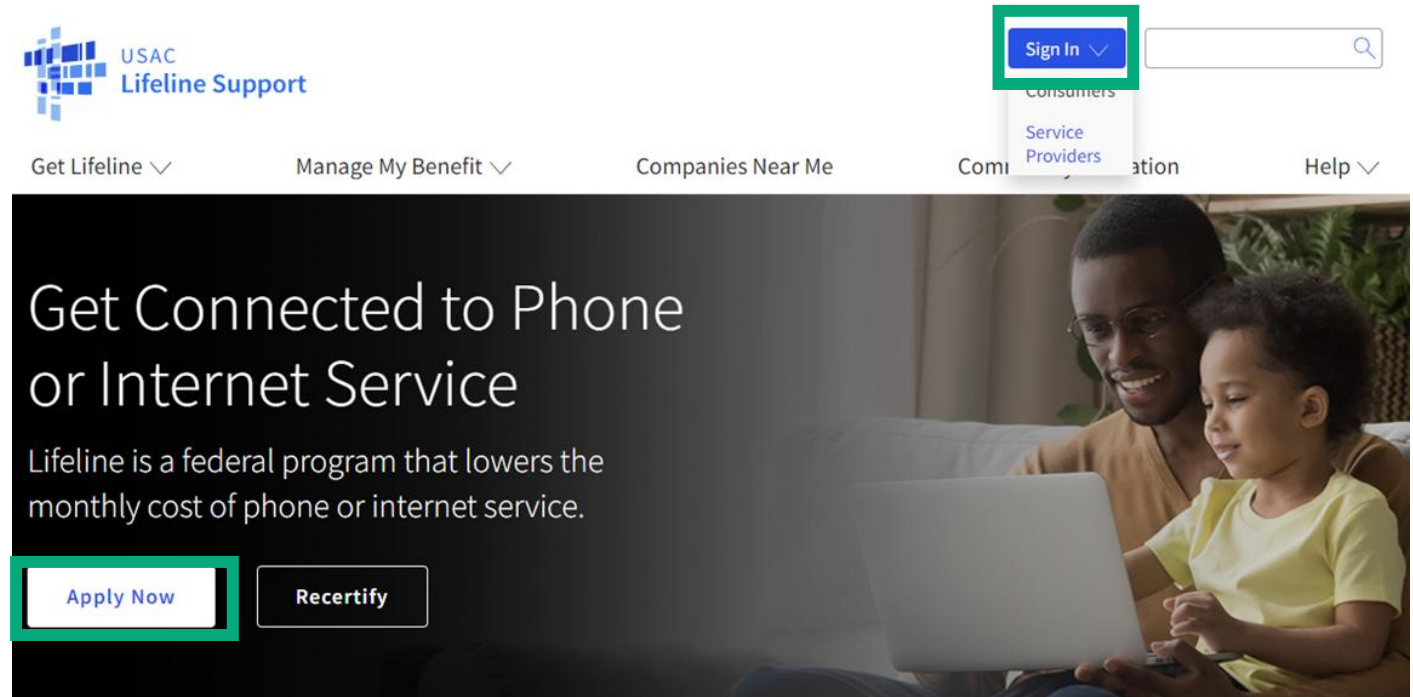 USAC
Lifeline Support
Sign In
Consumers
Service
Providers
Get Lifeline
Manage My Benefit
Companies Near Me
Help
Get Connected to Phone
or Internet Service
Lifeline is a federal program that lowers the
monthly cost of phone or internet service.
Apply Now
Recertify